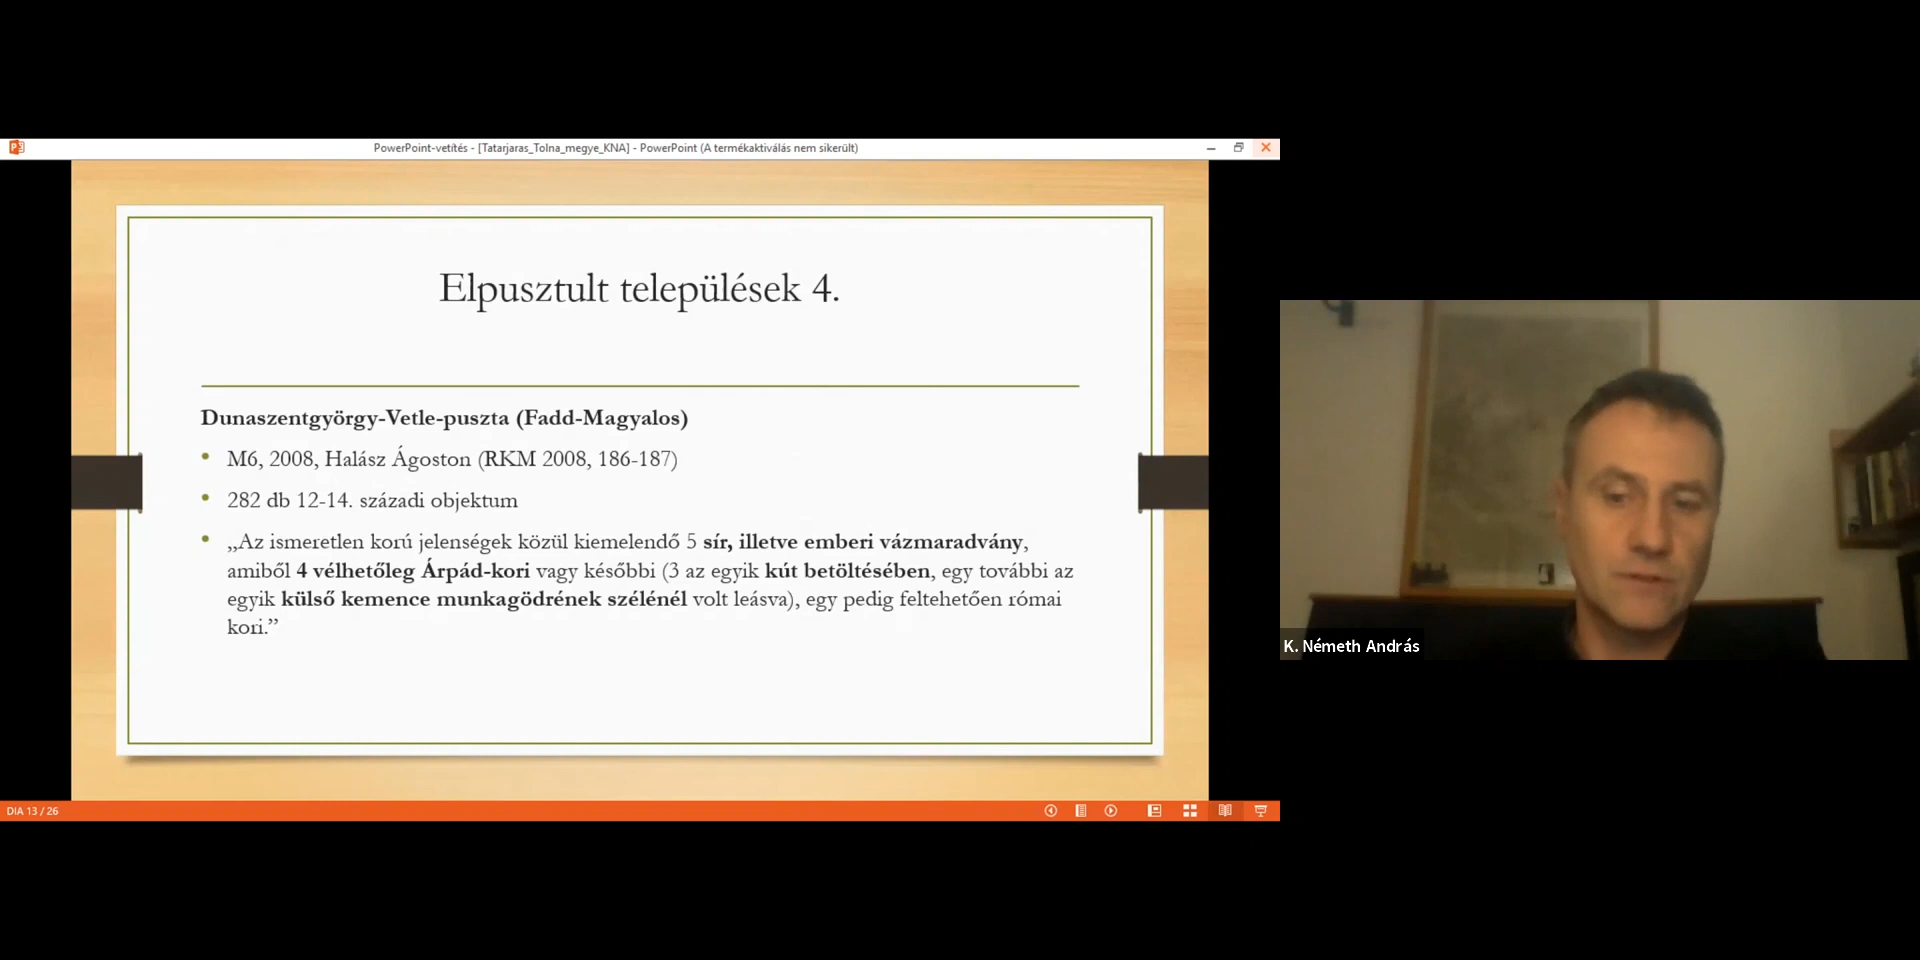 PowerPoint-vetítés - [Tatarjaras_Tolna_megye_KNA] - PowerPoint (A termékaktiválás nem sikerült)
Elpusztult települések 4.
Dunaszentgyörgy-Vetle-puszta (Fadd-Magyalos)
• M6, 2008, Halász Ágoston (RKM 2008, 186-187)
• 282 db 12-14. századi objektum
• „Az ismeretlen korú jelenségek közül kiemelendő 5 sír, illetve emberi vázmaradvány,
amiből 4 vélhetőleg Árpád-kori vagy későbbi (3 az egyik kút betöltésében, egy további az
egyik külső kemence munkagödrének szélénél volt leásva), egy pedig feltehetően római
kori.”
K. Németh András
DIA 13 / 26